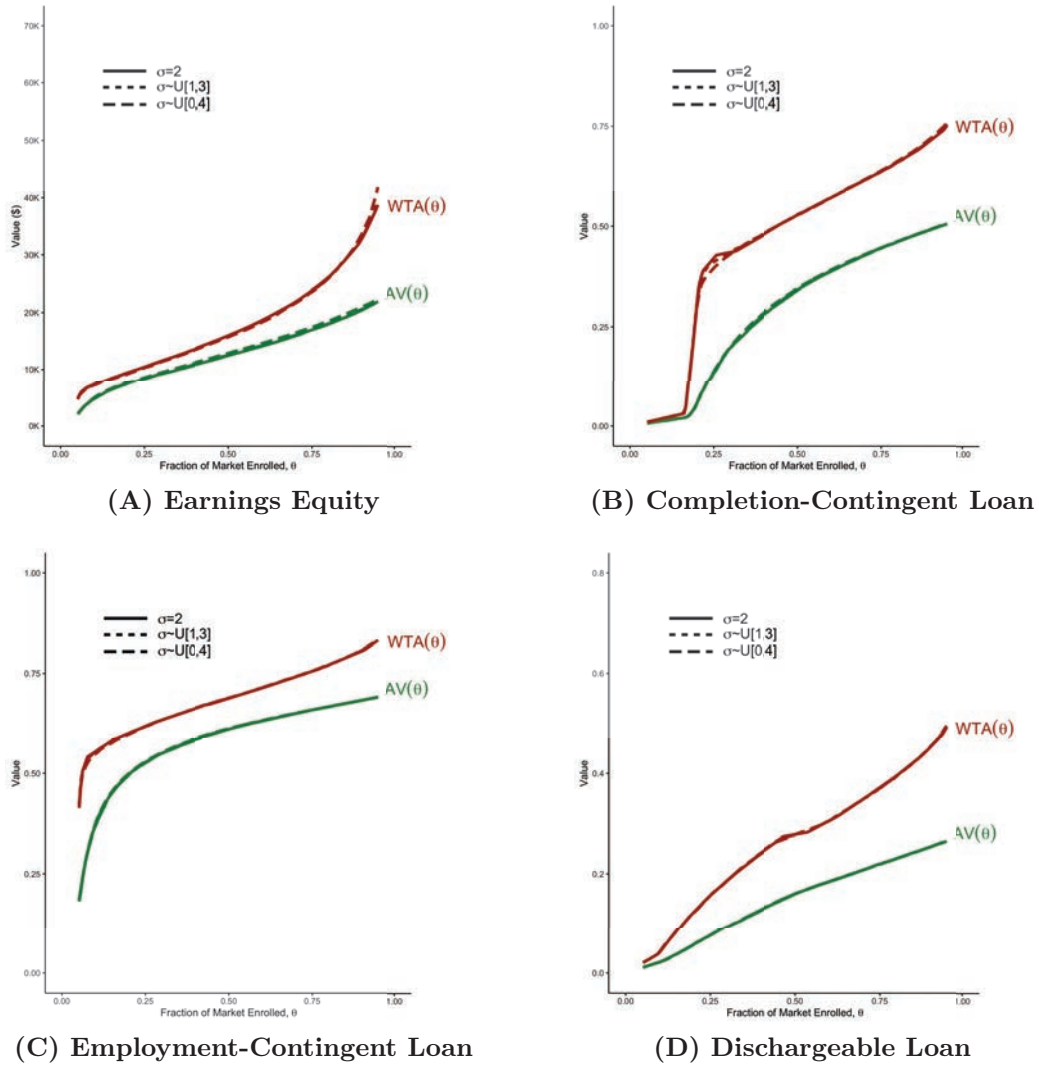 70K
60K
50K
40K
30K
20K
10K
0K
Value ($)
σ=2
σ~U[1,3]
σ~U[0,4]
WTA(θ)
AV(θ)
0.00 0.25 0.50 0.75 1.00
Fraction of Market Enrolled, θ
(A) Earnings Equity
1.00
0.75
0.50
0.25
0.00
Value
σ=2
σ~U[1,3]
σ~U[0,4]
WTA(θ)
AV(θ)
0.00 0.25 0.50 0.75 1.00
Fraction of Market Enrolled, θ
(B) Completion-Contingent Loan
1.00
0.75
0.50
0.25
0.00
Value
σ=2
σ~U[1,3]
σ~U[0,4]
WTA(θ)
AV(θ)
0.00 0.25 0.50 0.75 1.00
Fraction of Market Enrolled, θ
(C) Employment-Contingent Loan
0.8
0.6
0.4
0.2
0.0
Value
σ=2
σ~U[1,3]
σ~U[0,4]
WTA(θ)
AV(θ)
0.00 0.25 0.50 0.75 1.00
Fraction of Market Enrolled, θ
(D) Dischargeable Loan